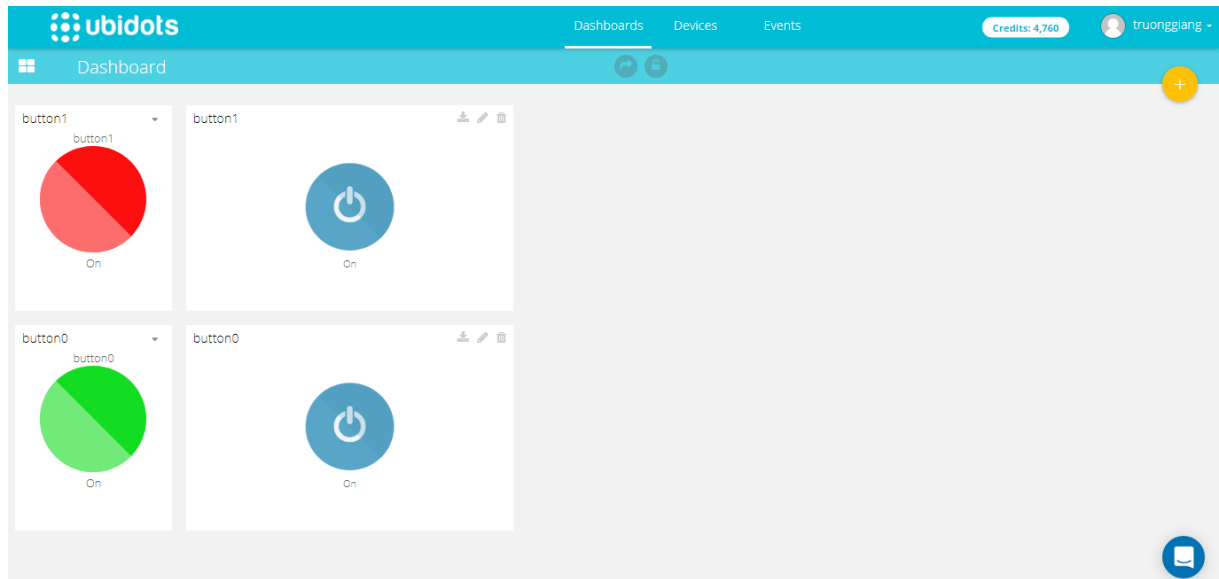 ubidots
Dashboards
Devices
Events
Credits: 4,760
truonggiang
Dashboard
button1
button1
On
button1
On
button0
button0
On
button0
On